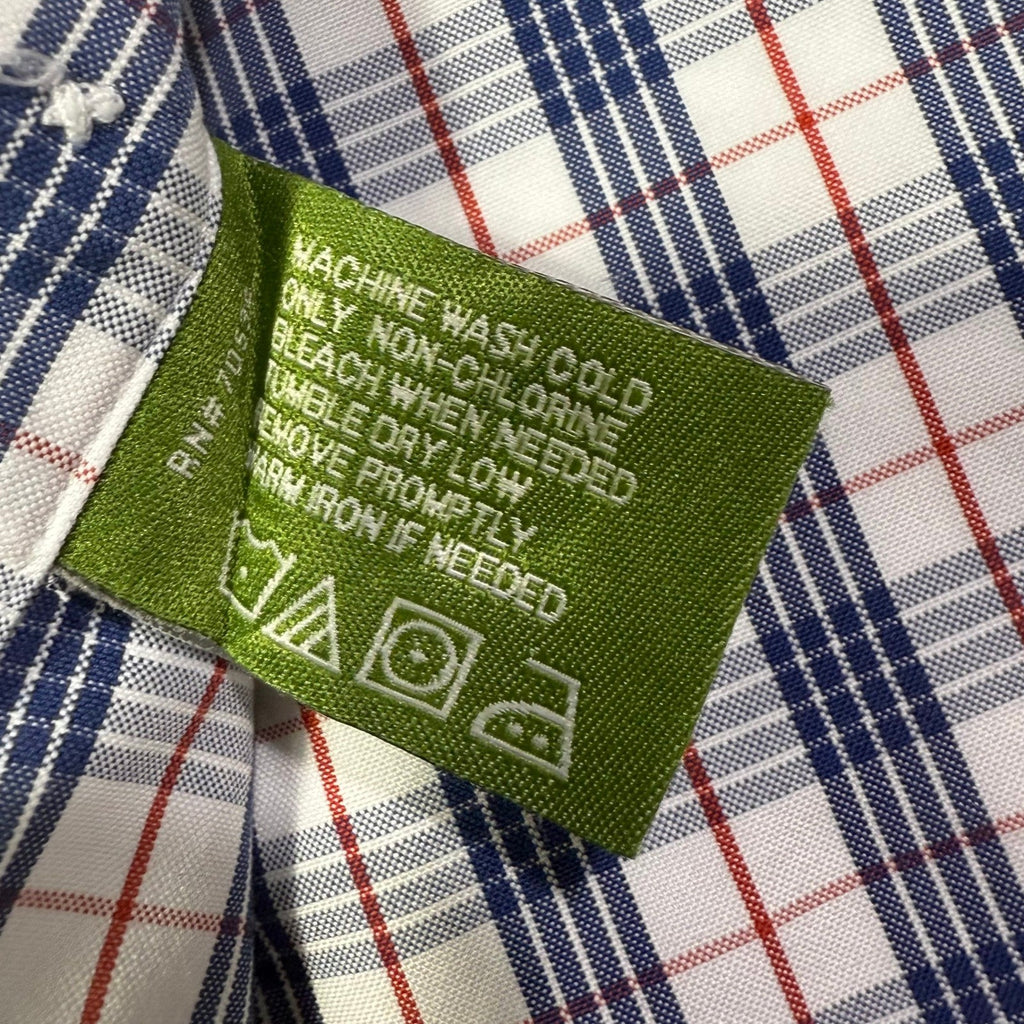 MACHINE WASH COLD
ONLY NON-CHLORINE
BLEACH WHEN NEEDED
TUMBLE DRY LOW
REMOVE PROMPTLY
WARM IRON IF NEEDED
RN#